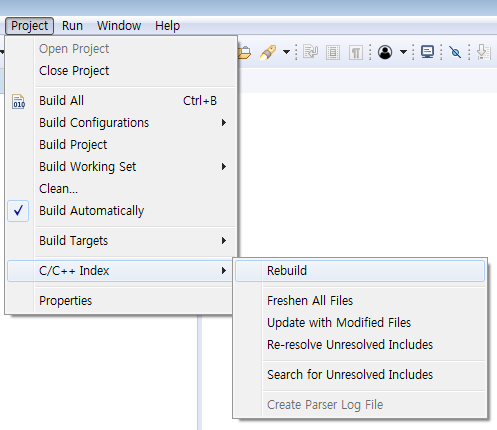 Project Run Window Help
Open Project
Close Project
010 Build All Ctrl+B
Build Configurations
Build Project
Build Working Set
Clean...
Build Automatically
Build Targets
C/C++ Index
Properties
Rebuild
Freshen All Files
Update with Modified Files
Re-resolve Unresolved Includes
Search for Unresolved Includes
Create Parser Log File